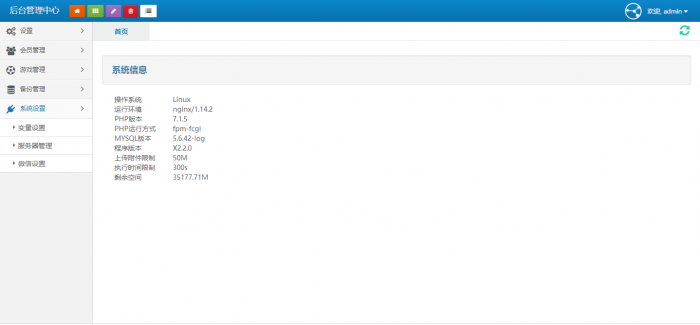 后台管理中心
欢迎, admin
设置
首页
会员管理
游戏管理
备份管理
系统设置
变量设置
服务器管理
微信设置
系统信息
操作系统 Linux
运行环境 nginx/1.14.2
PHP版本 7.1.5
PHP运行方式 fpm-fcgi
MYSQL版本 5.6.42-log
程序版本 X2.2.0
上传附件限制 50M
执行时间限制 300s
剩余空间 35177.71M